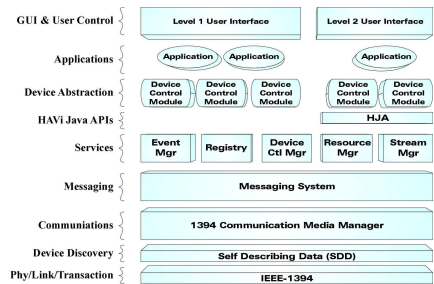 GUI & User Control
Level 1 User Interface
Level 2 User Interface
Applications
Application
Application
Application
Device Abstraction
Device
Control
Module
Device
Control
Module
Device
Control
Module
Device
Control
Module
Device
Control
Module
HAVi Java APIs
HJA
Services
Event
Mgr
Registry
Device
Ctl Mgr
Resource
Mgr
Stream
Mgr
Messaging
Messaging System
Communiations
1394 Communication Media Manager
Device Discovery
Self Describing Data (SDD)
Phy/Link/Transaction
IEEE-1394